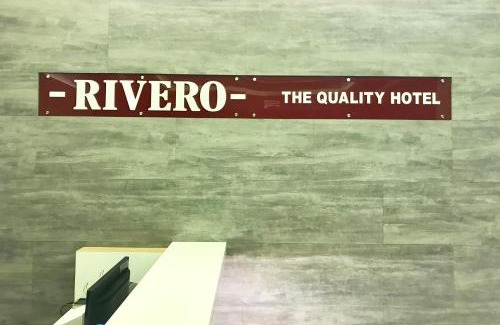 -RIVERO- THE QUALITY HOTEL